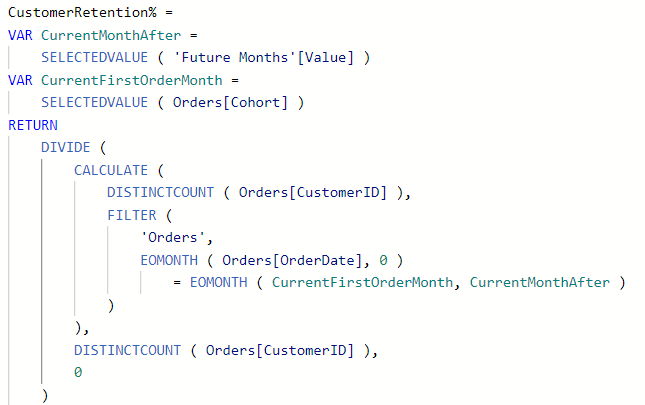 CustomerRetention% =
VAR CurrentMonthAfter =
    SELECTEDVALUE ( 'Future Months'[Value] )
VAR CurrentFirstOrderMonth =
    SELECTEDVALUE ( Orders[Cohort] )
RETURN
    DIVIDE (
        CALCULATE (
            DISTINCTCOUNT ( Orders[CustomerID] ),
            FILTER (
                'Orders',
                EOMONTH ( Orders[OrderDate], 0 )
                    = EOMONTH ( CurrentFirstOrderMonth, CurrentMonthAfter )
            )
        ),
        DISTINCTCOUNT ( Orders[CustomerID] ),
        0
    )